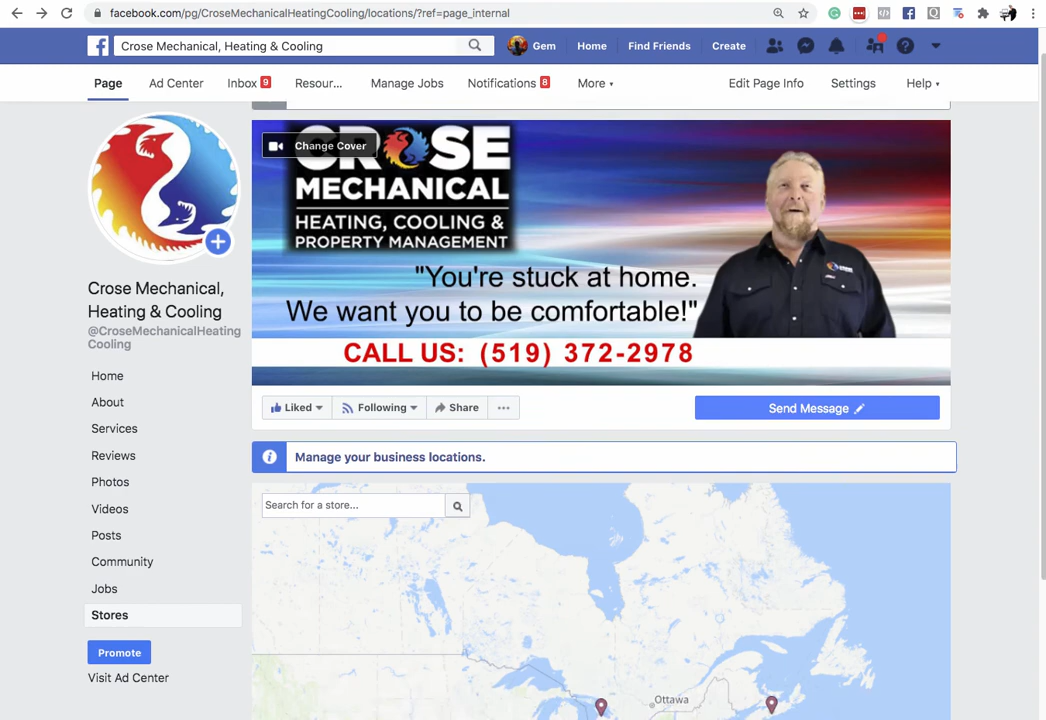 facebook.com/pg/CroseMechanicalHeatingCooling/locations/?ref=page_internal
Crose Mechanical, Heating & Cooling
Gem Home Find Friends Create
Page Ad Center Inbox 9 Resour... Manage Jobs Notifications 8 More Edit Page Info Settings Help
Change Cover
CROSE
MECHANICAL
HEATING, COOLING &
PROPERTY MANAGEMENT
"You're stuck at home.
We want you to be comfortable!"
CALL US: (519) 372-2978
Crose Mechanical,
Heating & Cooling
@CroseMechanicalHeating
Cooling
Home
About
Services
Reviews
Photos
Videos
Posts
Community
Jobs
Stores
Promote
Visit Ad Center
Liked Following Share ... Send Message
Manage your business locations.
Search for a store...
Ottawa